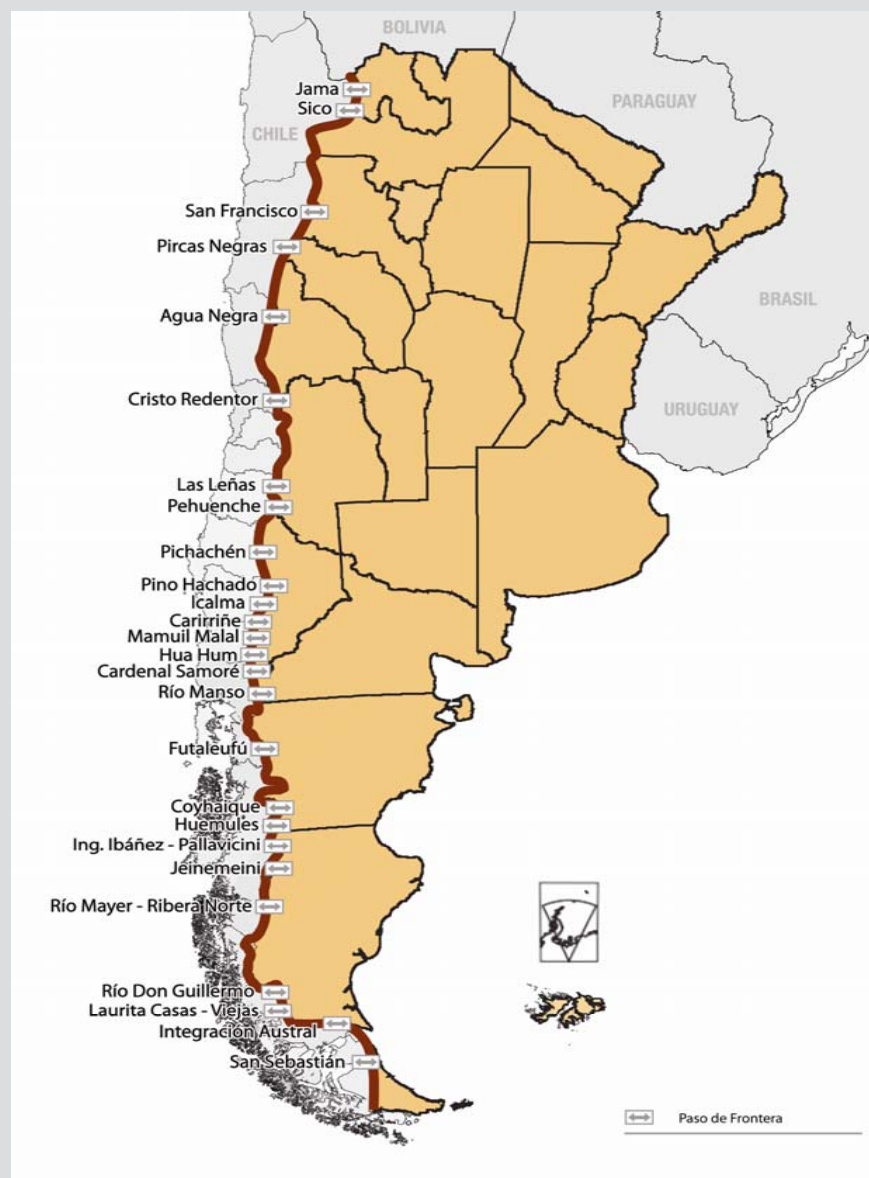 BOLIVIA
Jama
Sico
PARAGUAY
CHILE
San Francisco
Pircas Negras
BRASIL
Agua Negra
Cristo Redentor
URUGUAY
Las Leñas
Pehuenche
Pichachén
Pino Hachado
Icalma
Carirriñe
Mamuil Malal
Hua Hum
Cardenal Samoré
Río Manso
Futaleufú
Coyhaique
Huemules
Ing. Ibáñez - Pallavicini
Jeinemeini
Río Mayer - Ribera Norte
Río Don Guillermo
Laurita Casas - Viejas
Integración Austral
San Sebastián
Paso de Frontera